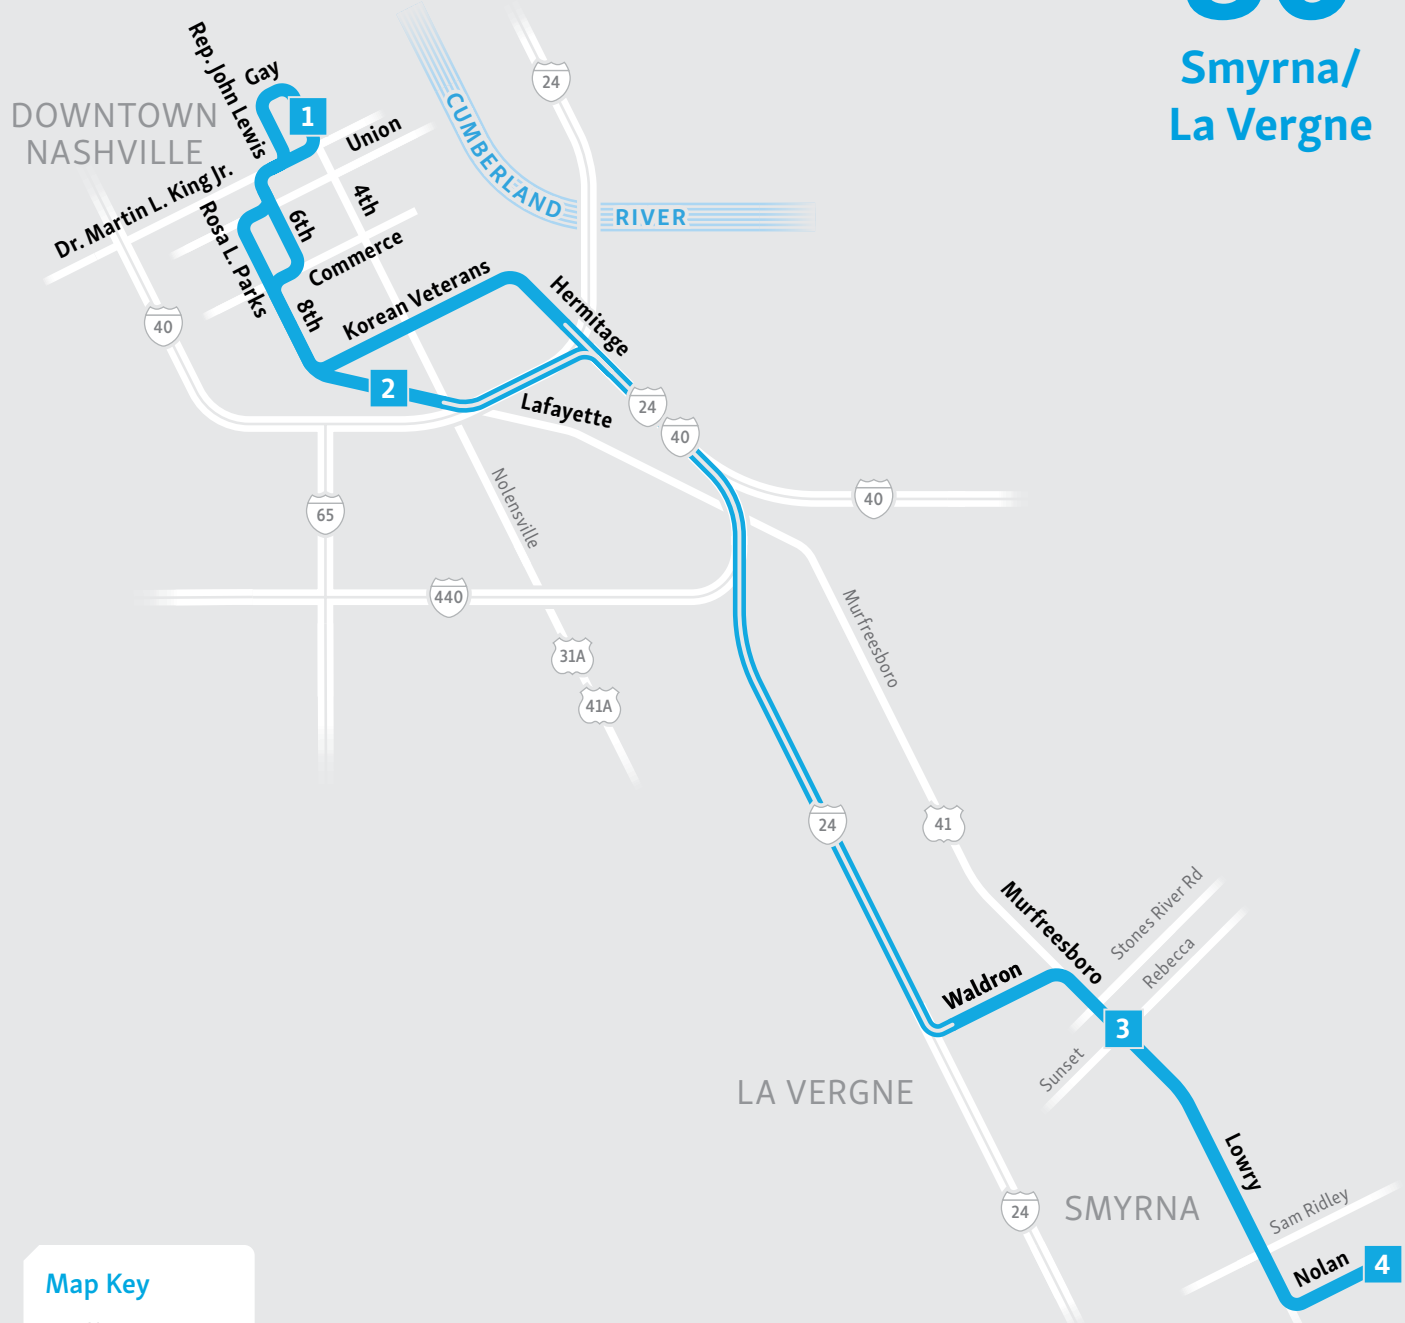 Smyrna/
La Vergne
DOWNTOWN
NASHVILLE
Rep. John Lewis
Gay
1
Union
Dr. Martin L. King Jr.
4th
6th
Rosa L. Parks
Commerce
8th
CUMBERLAND
RIVER
24
40
Korean Veterans
Hermitage
2
Lafayette
24
40
40
65
Nolensville
440
31A
41A
Murfreesboro
24
41
Murfreesboro
Stones River Rd
Rebecca
Waldron
3
Sunset
LA VERGNE
Lowry
SMYRNA
24
Sam Ridley
Nolan
4
Map Key